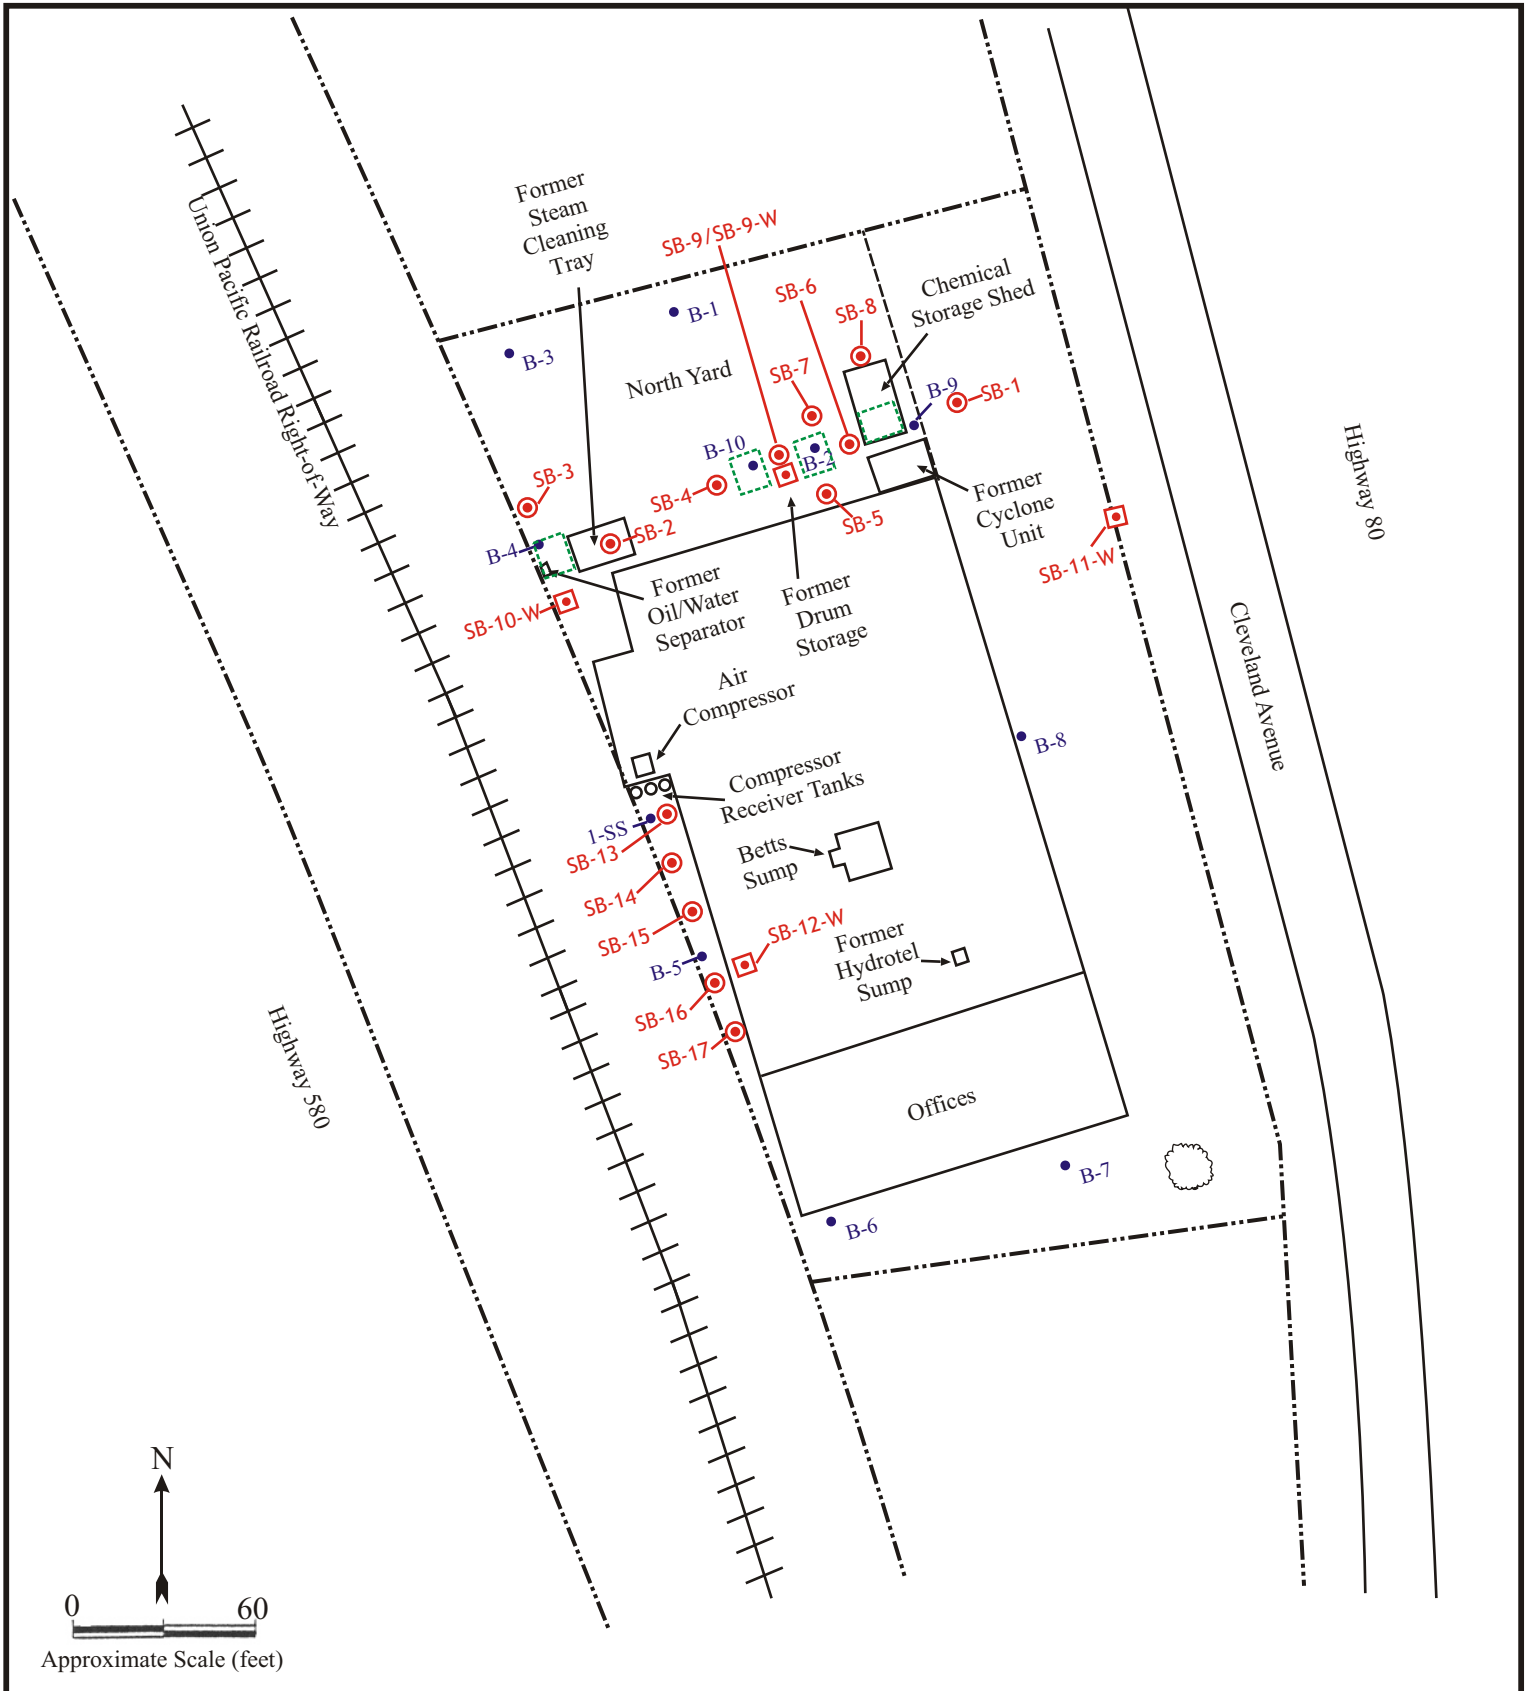 Former
Steam
Cleaning
Tray
SB-9/SB-9-W
SB-6
SB-8
Chemical
Storage Shed
B-1
B-3
North Yard
SB-7
B-9
SB-1
Union Pacific Railroad Right-of-Way
B-10
B-2
SB-3
SB-4
SB-5
Former
Cyclone
Unit
Highway 80
SB-2
B-4
SB-11-W
Former
Oil/Water
Separator
Former
Drum
Storage
SB-10-W
Air
Compressor
Cleveland Avenue
B-8
Compressor
Receiver Tanks
1-SS
SB-13
Betts
Sump
SB-14
SB-15
SB-12-W
Former
Hydrotel
Sump
B-5
SB-16
SB-17
Highway 580
Offices
B-7
B-6
N
0 60
Approximate Scale (feet)